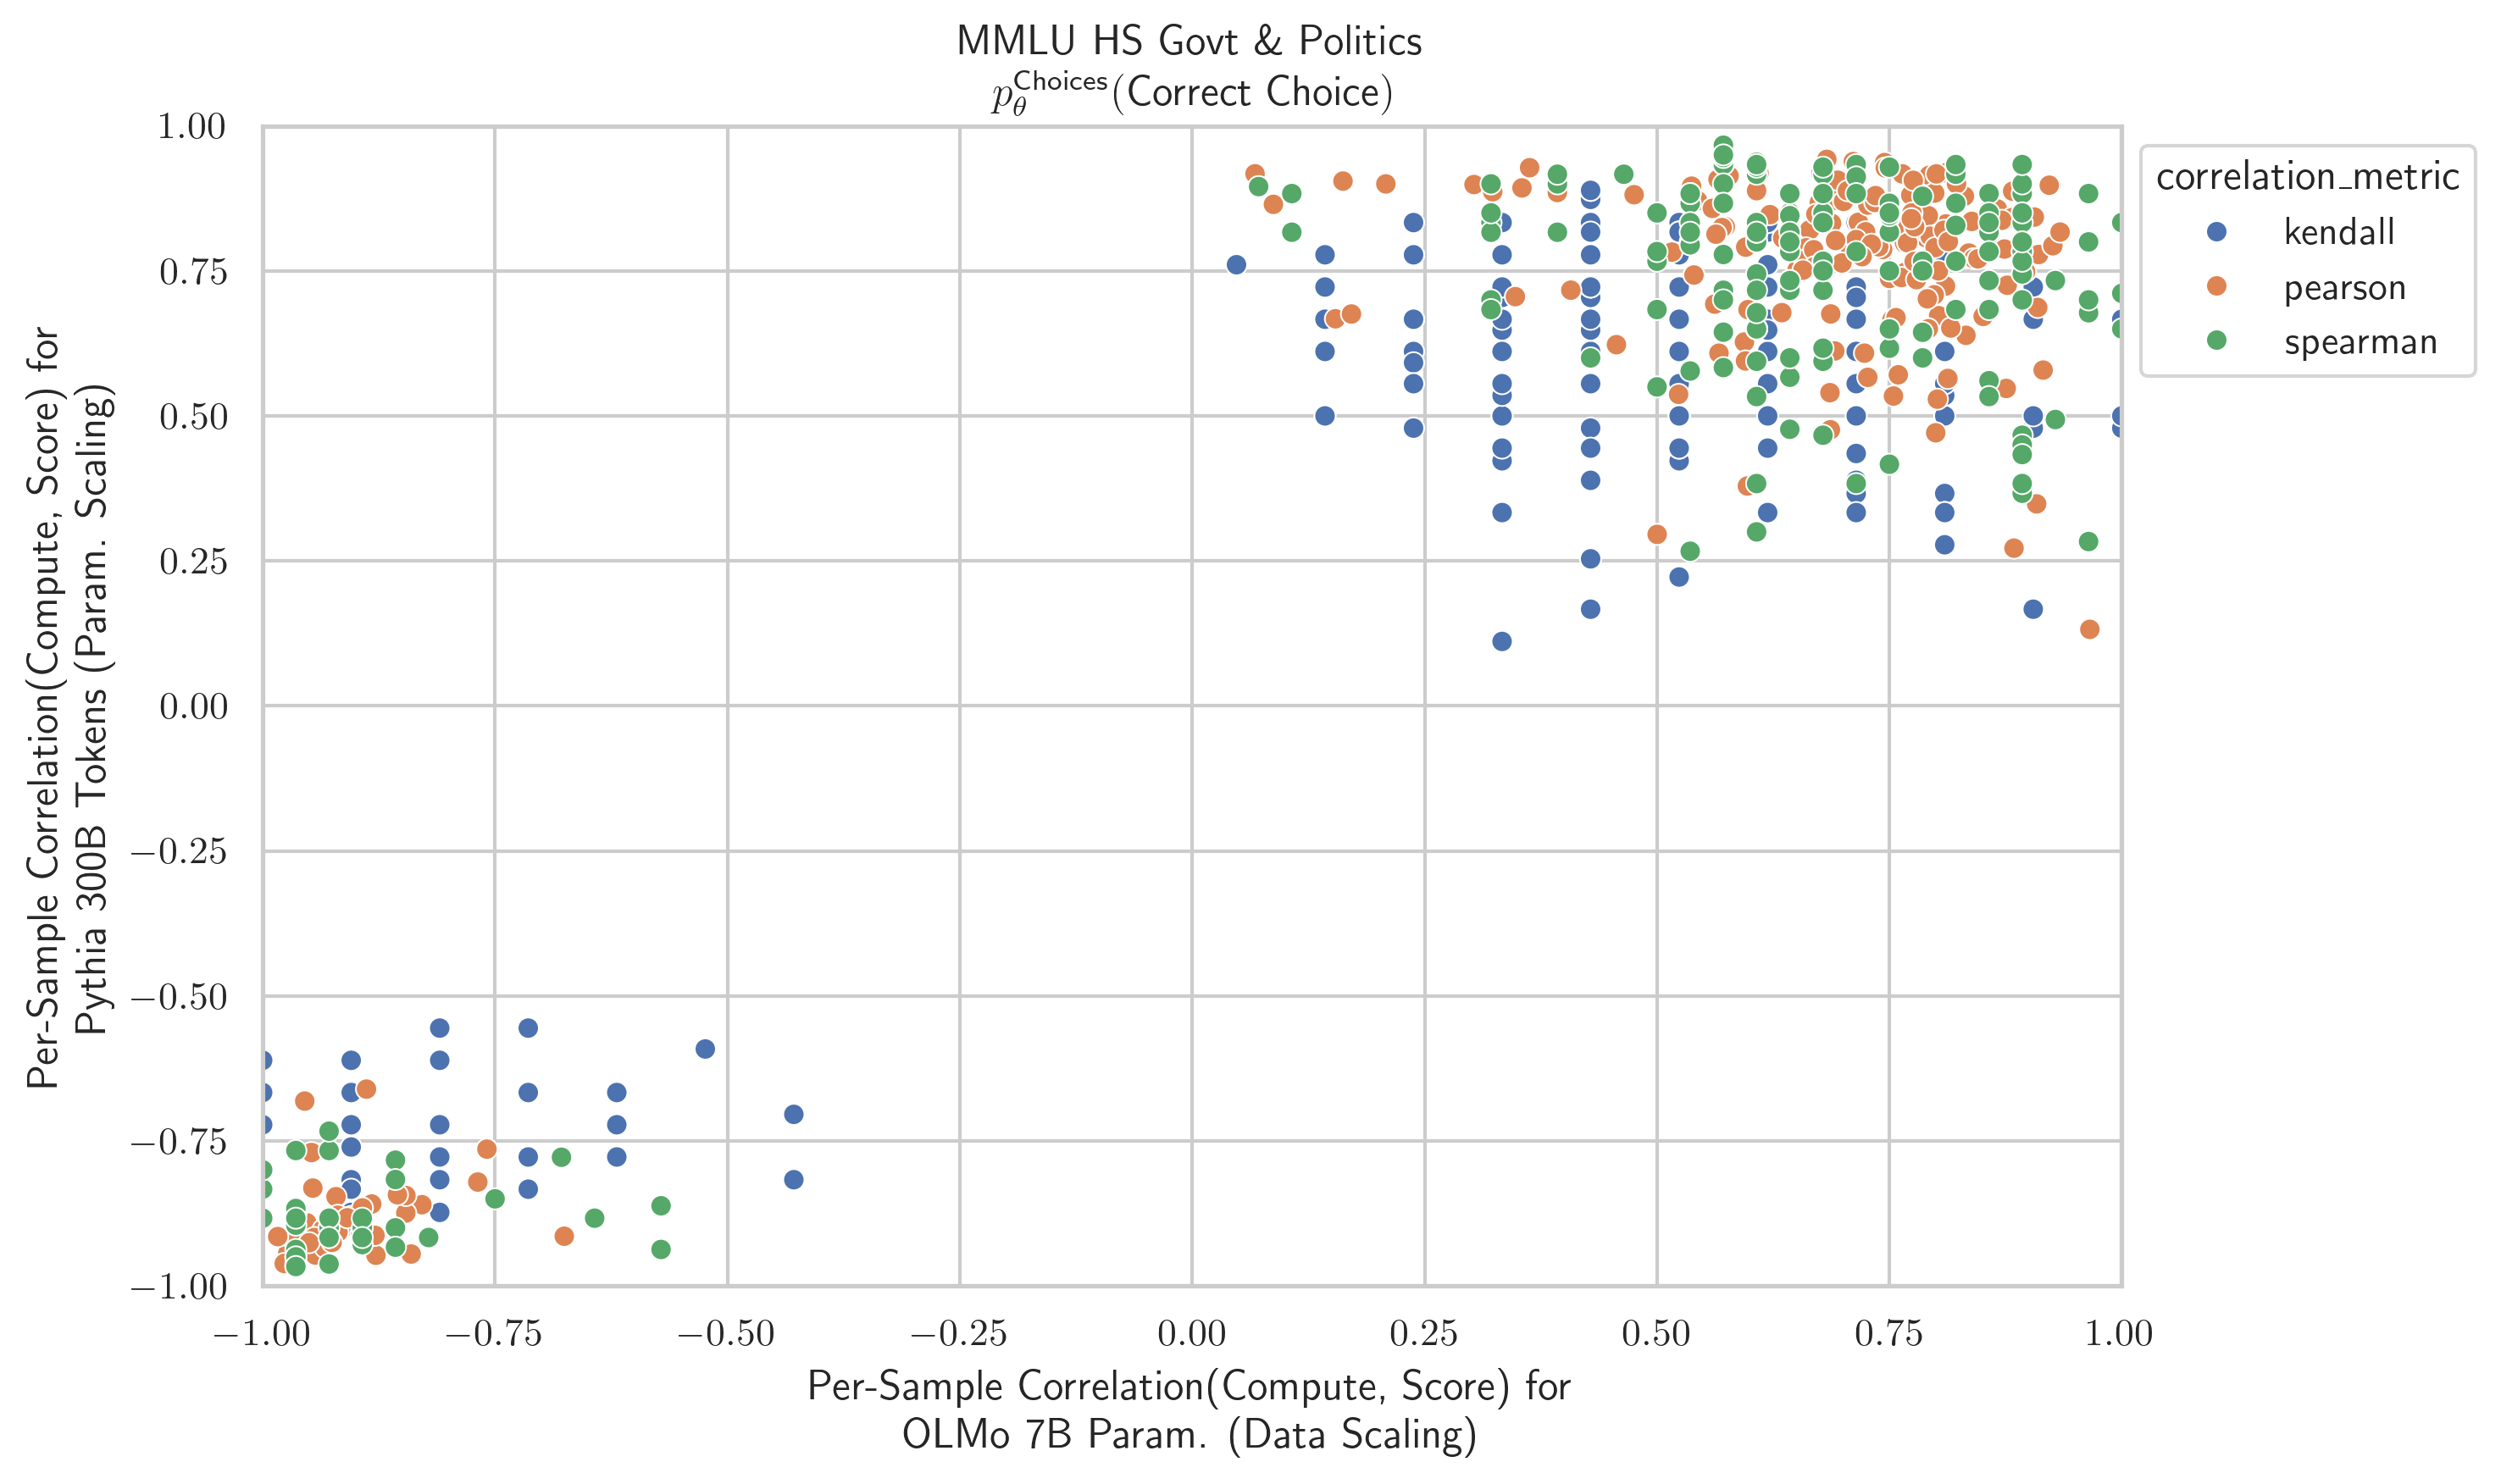 MMLU HS Govt & Politics
p_θ^Choices(Correct Choice)
Per-Sample Correlation(Compute, Score) for
Pythia 300B Tokens (Param. Scaling)
1.00
0.75
0.50
0.25
0.00
−0.25
−0.50
−0.75
−1.00
−1.00 −0.75 −0.50 −0.25 0.00 0.25 0.50 0.75 1.00
Per-Sample Correlation(Compute, Score) for
OLMo 7B Param. (Data Scaling)
correlation_metric
kendall
pearson
spearman